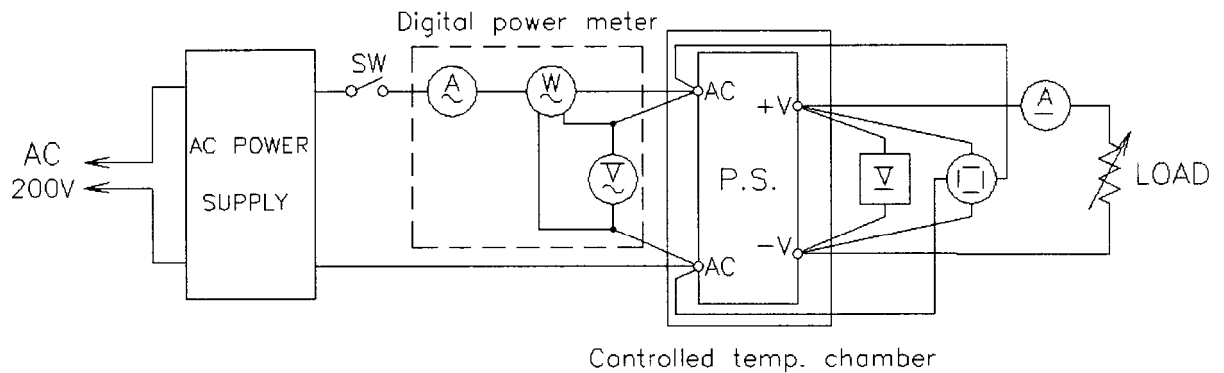 Digital power meter
SW
A
W
V
AC
200V
AC POWER
SUPPLY
AC
AC
P.S.
+V
-V
V
A
LOAD
Controlled temp. chamber